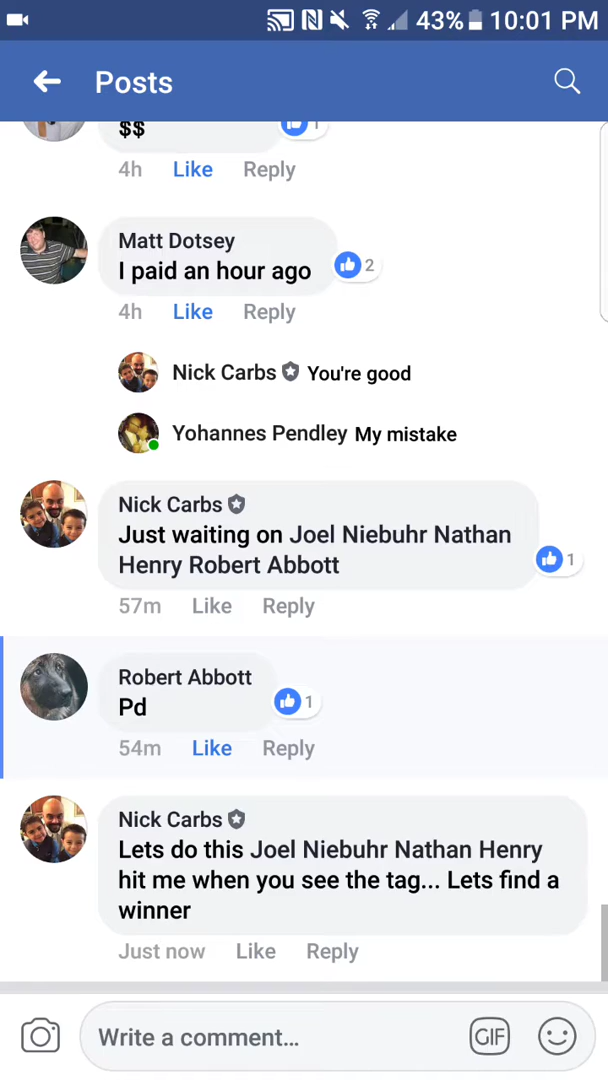 43% 10:01 PM
Posts
$$
1
4h Like Reply
Matt Dotsey
I paid an hour ago
2
4h Like Reply
Nick Carbs You're good
Yohannes Pendley My mistake
Nick Carbs
Just waiting on Joel Niebuhr Nathan
Henry Robert Abbott
1
57m Like Reply
Robert Abbott
Pd
1
54m Like Reply
Nick Carbs
Lets do this Joel Niebuhr Nathan Henry
hit me when you see the tag... Lets find a
winner
Just now Like Reply
Write a comment... GIF